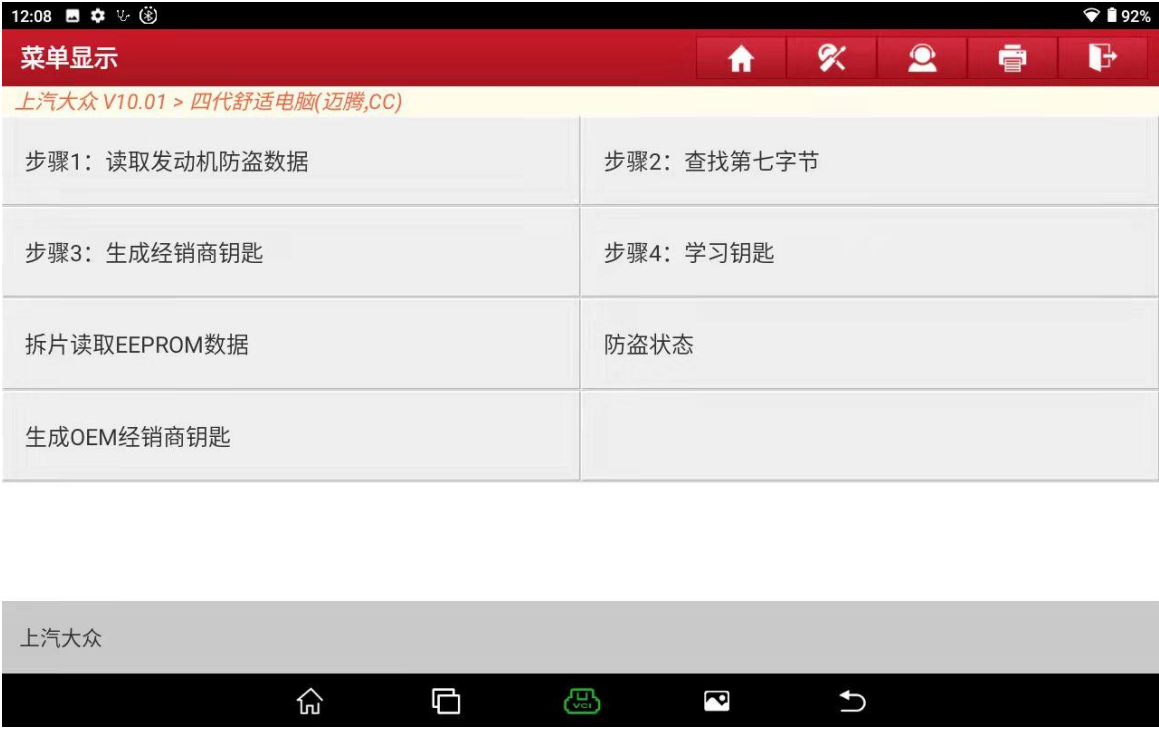 12:08
92%
菜单显示
上汽大众 V10.01 > 四代舒适电脑(迈腾,CC)
步骤1：读取发动机防盗数据
步骤2：查找第七字节
步骤3：生成经销商钥匙
步骤4：学习钥匙
拆片读取EEPROM数据
防盗状态
生成OEM经销商钥匙
上汽大众
VCI